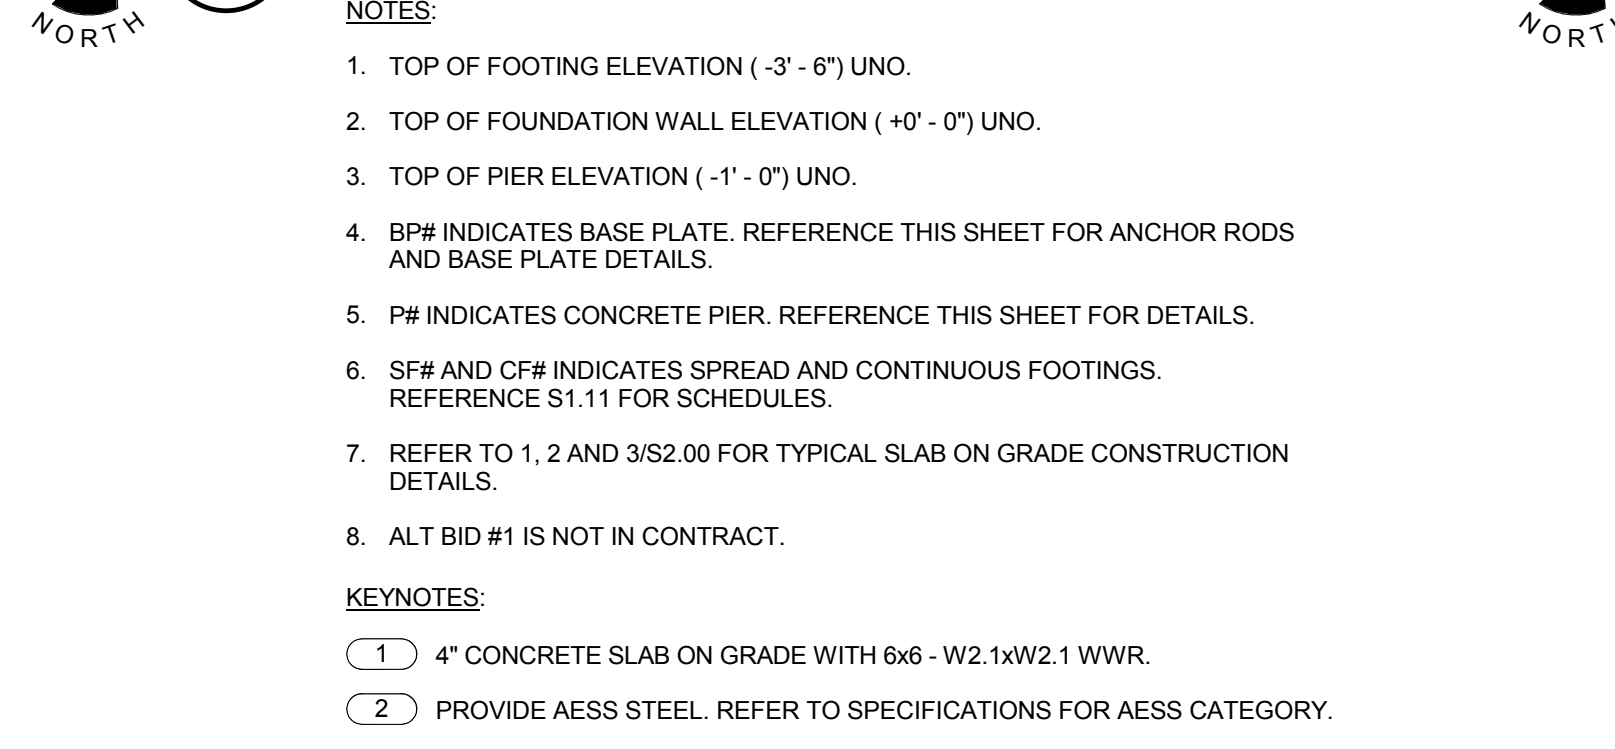 NORTH
NOTES:
NORT
1. TOP OF FOOTING ELEVATION ( -3' - 6") UNO.
2. TOP OF FOUNDATION WALL ELEVATION ( +0' - 0") UNO.
3. TOP OF PIER ELEVATION ( -1' - 0") UNO.
4. BP# INDICATES BASE PLATE. REFERENCE THIS SHEET FOR ANCHOR RODS
AND BASE PLATE DETAILS.
5. P# INDICATES CONCRETE PIER. REFERENCE THIS SHEET FOR DETAILS.
6. SF# AND CF# INDICATES SPREAD AND CONTINUOUS FOOTINGS.
REFERENCE S1.11 FOR SCHEDULES.
7. REFER TO 1, 2 AND 3/S2.00 FOR TYPICAL SLAB ON GRADE CONSTRUCTION
DETAILS.
8. ALT BID #1 IS NOT IN CONTRACT.
KEYNOTES:
1 4" CONCRETE SLAB ON GRADE WITH 6x6 - W2.1xW2.1 WWR.
2 PROVIDE AESS STEEL. REFER TO SPECIFICATIONS FOR AESS CATEGORY.